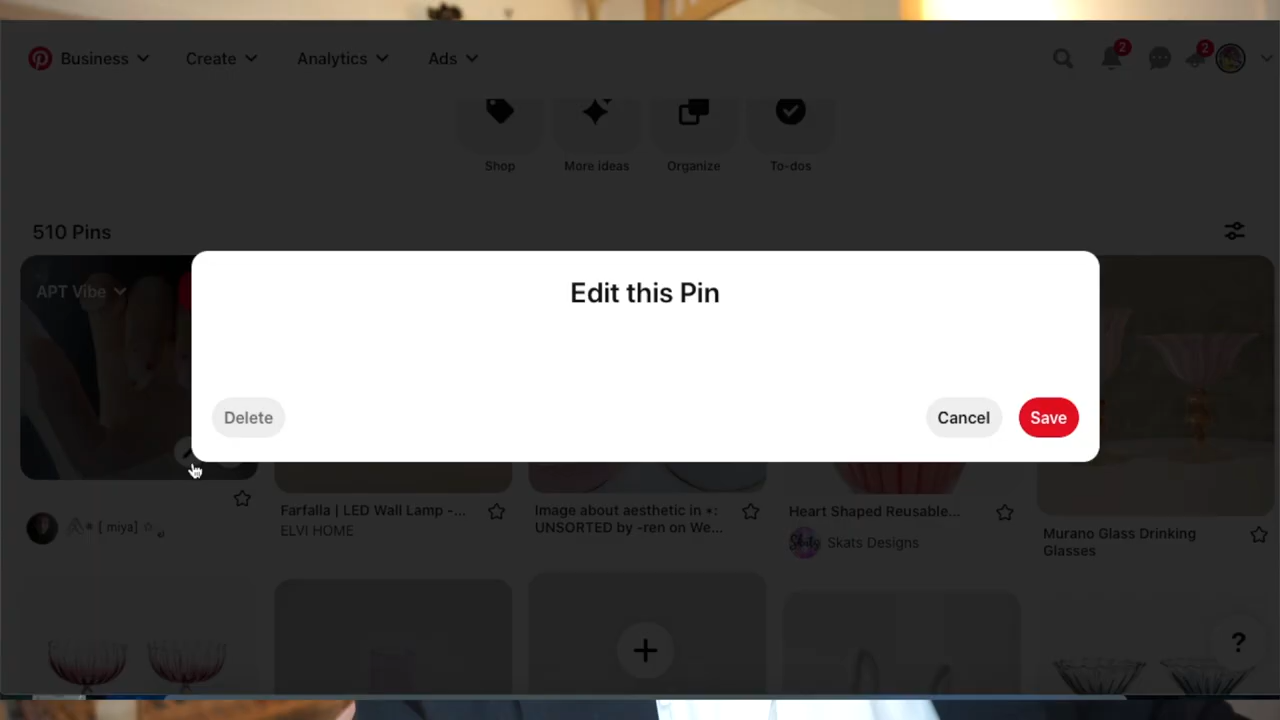 Business Create Analytics Ads 2 2
Shop More ideas Organize To-dos
510 Pins
APT Vibe
Edit this Pin
Delete Cancel Save
[ miya]
Farfalla | LED Wall Lamp -...
ELVI HOME
Image about aesthetic in *:
UNSORTED by -ren on We...
Heart Shaped Reusable...
Skats Skats Designs
Murano Glass Drinking
Glasses
?